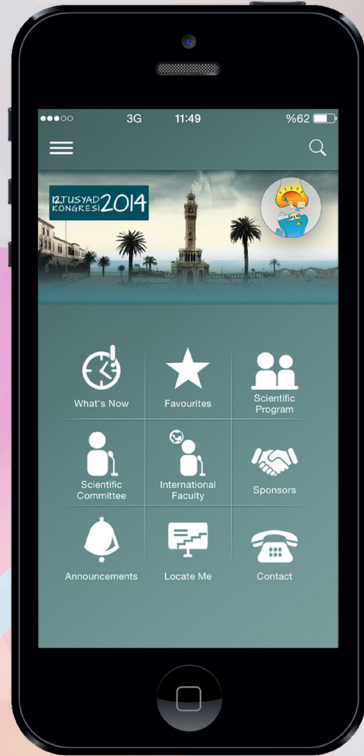 3G 11:49 %62
12.TUSYAD
KONGRESİ 2014
What's Now
Favourites
Scientific
Program
Scientific
Committee
International
Faculty
Sponsors
Announcements
Locate Me
Contact